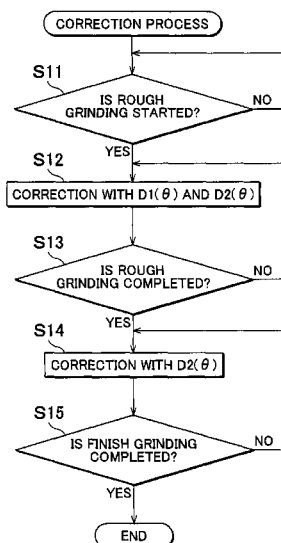 CORRECTION PROCESS
S11
IS ROUGH
GRINDING STARTED?
NO
YES
S12
CORRECTION WITH D1(θ) AND D2(θ)
S13
IS ROUGH
GRINDING COMPLETED?
NO
YES
S14
CORRECTION WITH D2(θ)
S15
IS FINISH GRINDING
COMPLETED?
NO
YES
END